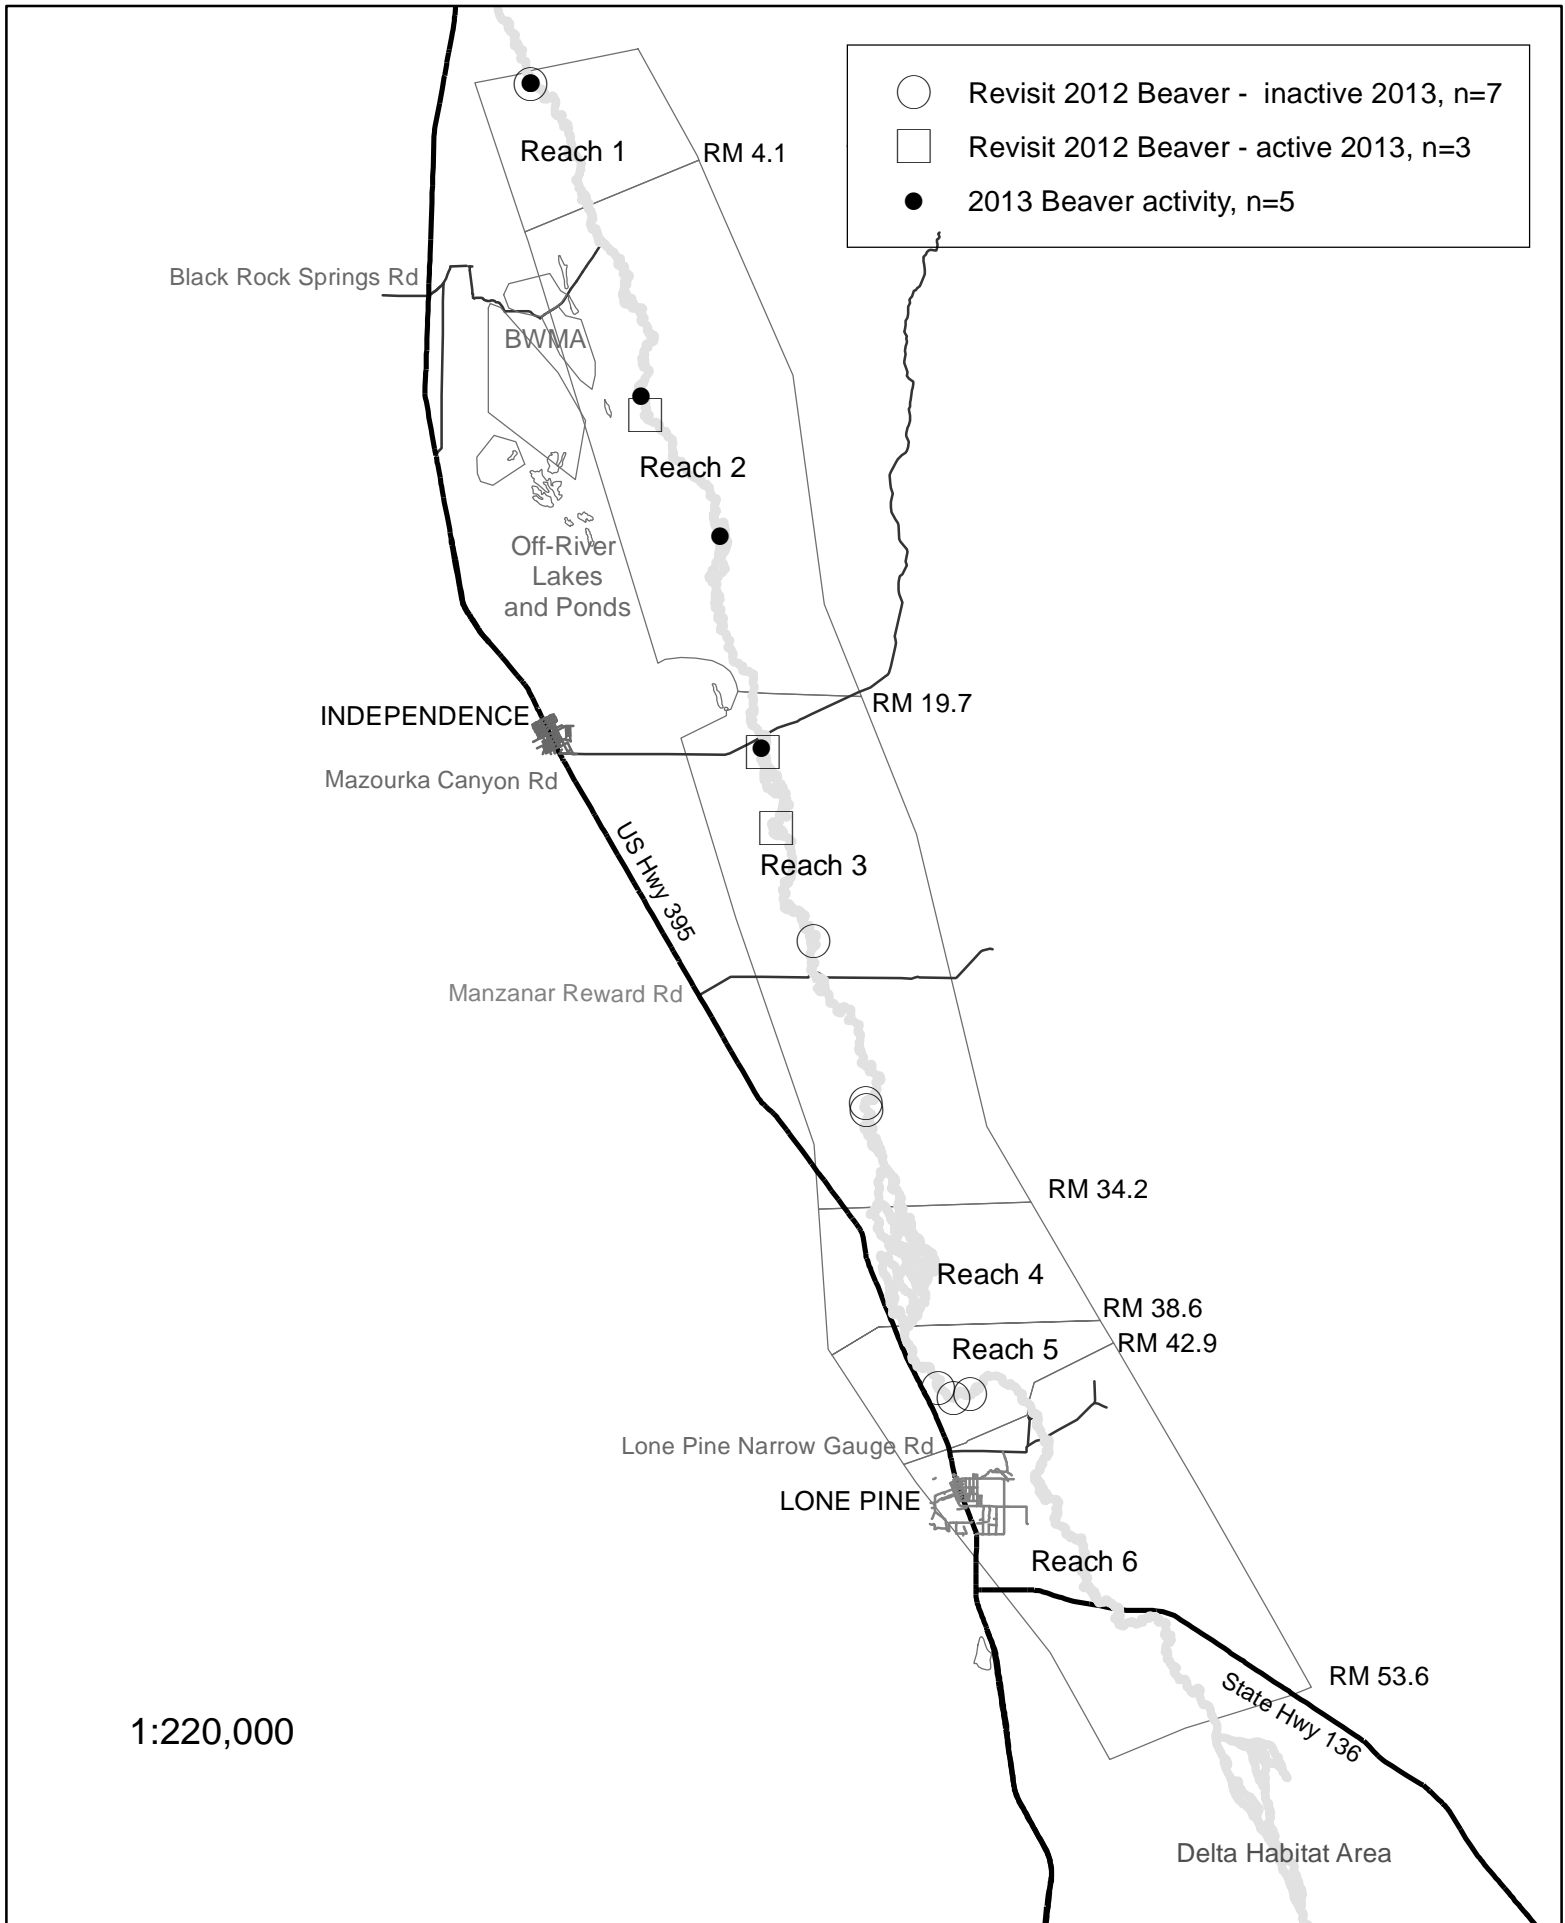 Revisit 2012 Beaver - inactive 2013, n=7
Revisit 2012 Beaver - active 2013, n=3
2013 Beaver activity, n=5
Reach 1
RM 4.1
Black Rock Springs Rd
BWMA
Reach 2
Off-River
Lakes
and Ponds
RM 19.7
INDEPENDENCE
Mazourka Canyon Rd
US Hwy 395
Reach 3
Manzanar Reward Rd
RM 34.2
Reach 4
RM 38.6
RM 42.9
Reach 5
Lone Pine Narrow Gauge Rd
LONE PINE
Reach 6
RM 53.6
State Hwy 136
1:220,000
Delta Habitat Area